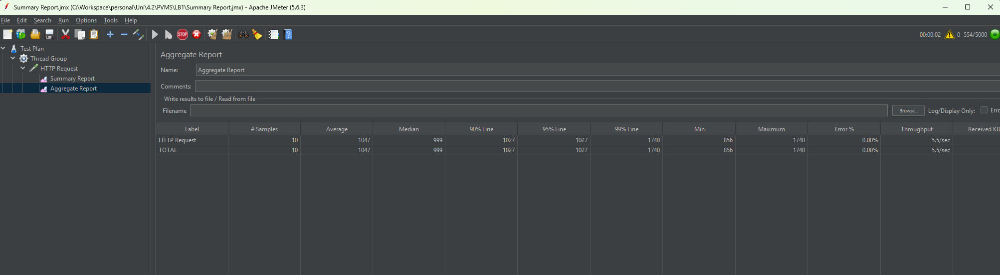 Summary Report.jmx (C:\Workspace\personal\Uni\4.2\PVMS\LB1\Summary Report.jmx) - Apache JMeter (5.6.3)
File Edit Search Run Options Tools Help
STOP 00:00:02 0 554/5000
Test Plan
Thread Group
HTTP Request
Summary Report
Aggregate Report
Aggregate Report
Name: Aggregate Report
Comments:
Write results to file / Read from file
Filename Browse... Log/Display Only: Erro
Label # Samples Average Median 90% Line 95% Line 99% Line Min Maximum Error % Throughput Received KB
HTTP Request 10 1047 999 1027 1027 1740 856 1740 0.00% 5.5/sec
TOTAL 10 1047 999 1027 1027 1740 856 1740 0.00% 5.5/sec